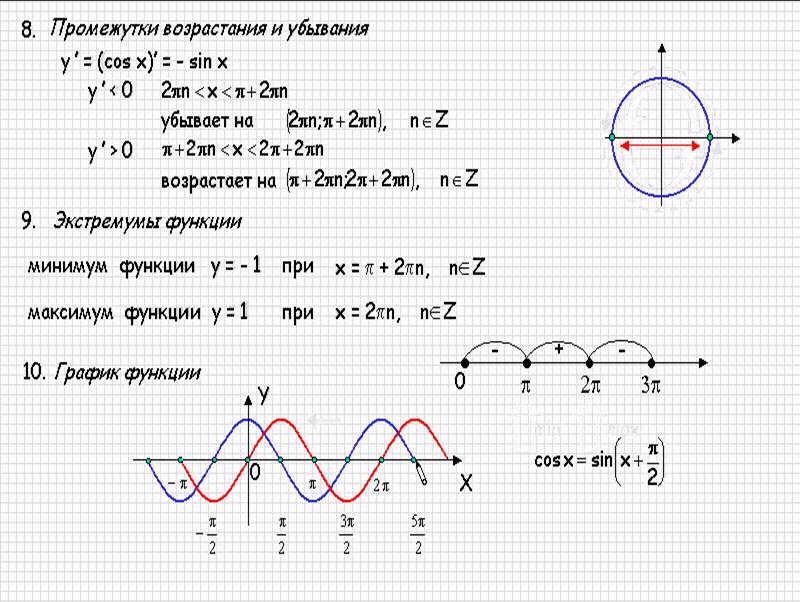 8. Промежутки возрастания и убывания
y ′ = (cos x)′ = - sin x
y ′ < 0 2πn < x < π + 2πn
убывает на (2πn; π + 2πn), n ∈ Z
y ′ > 0 π + 2πn < x < 2π + 2πn
возрастает на (π + 2πn; 2π + 2πn), n ∈ Z
9. Экстремумы функции
минимум функции y = - 1 при x = π + 2πn, n ∈ Z
максимум функции y = 1 при x = 2πn, n ∈ Z
- + -
0 π 2π 3π
10. График функции
Y
0 X
- π π 2π
- π/2 π/2 3π/2 5π/2
cos x = sin(x + π/2)